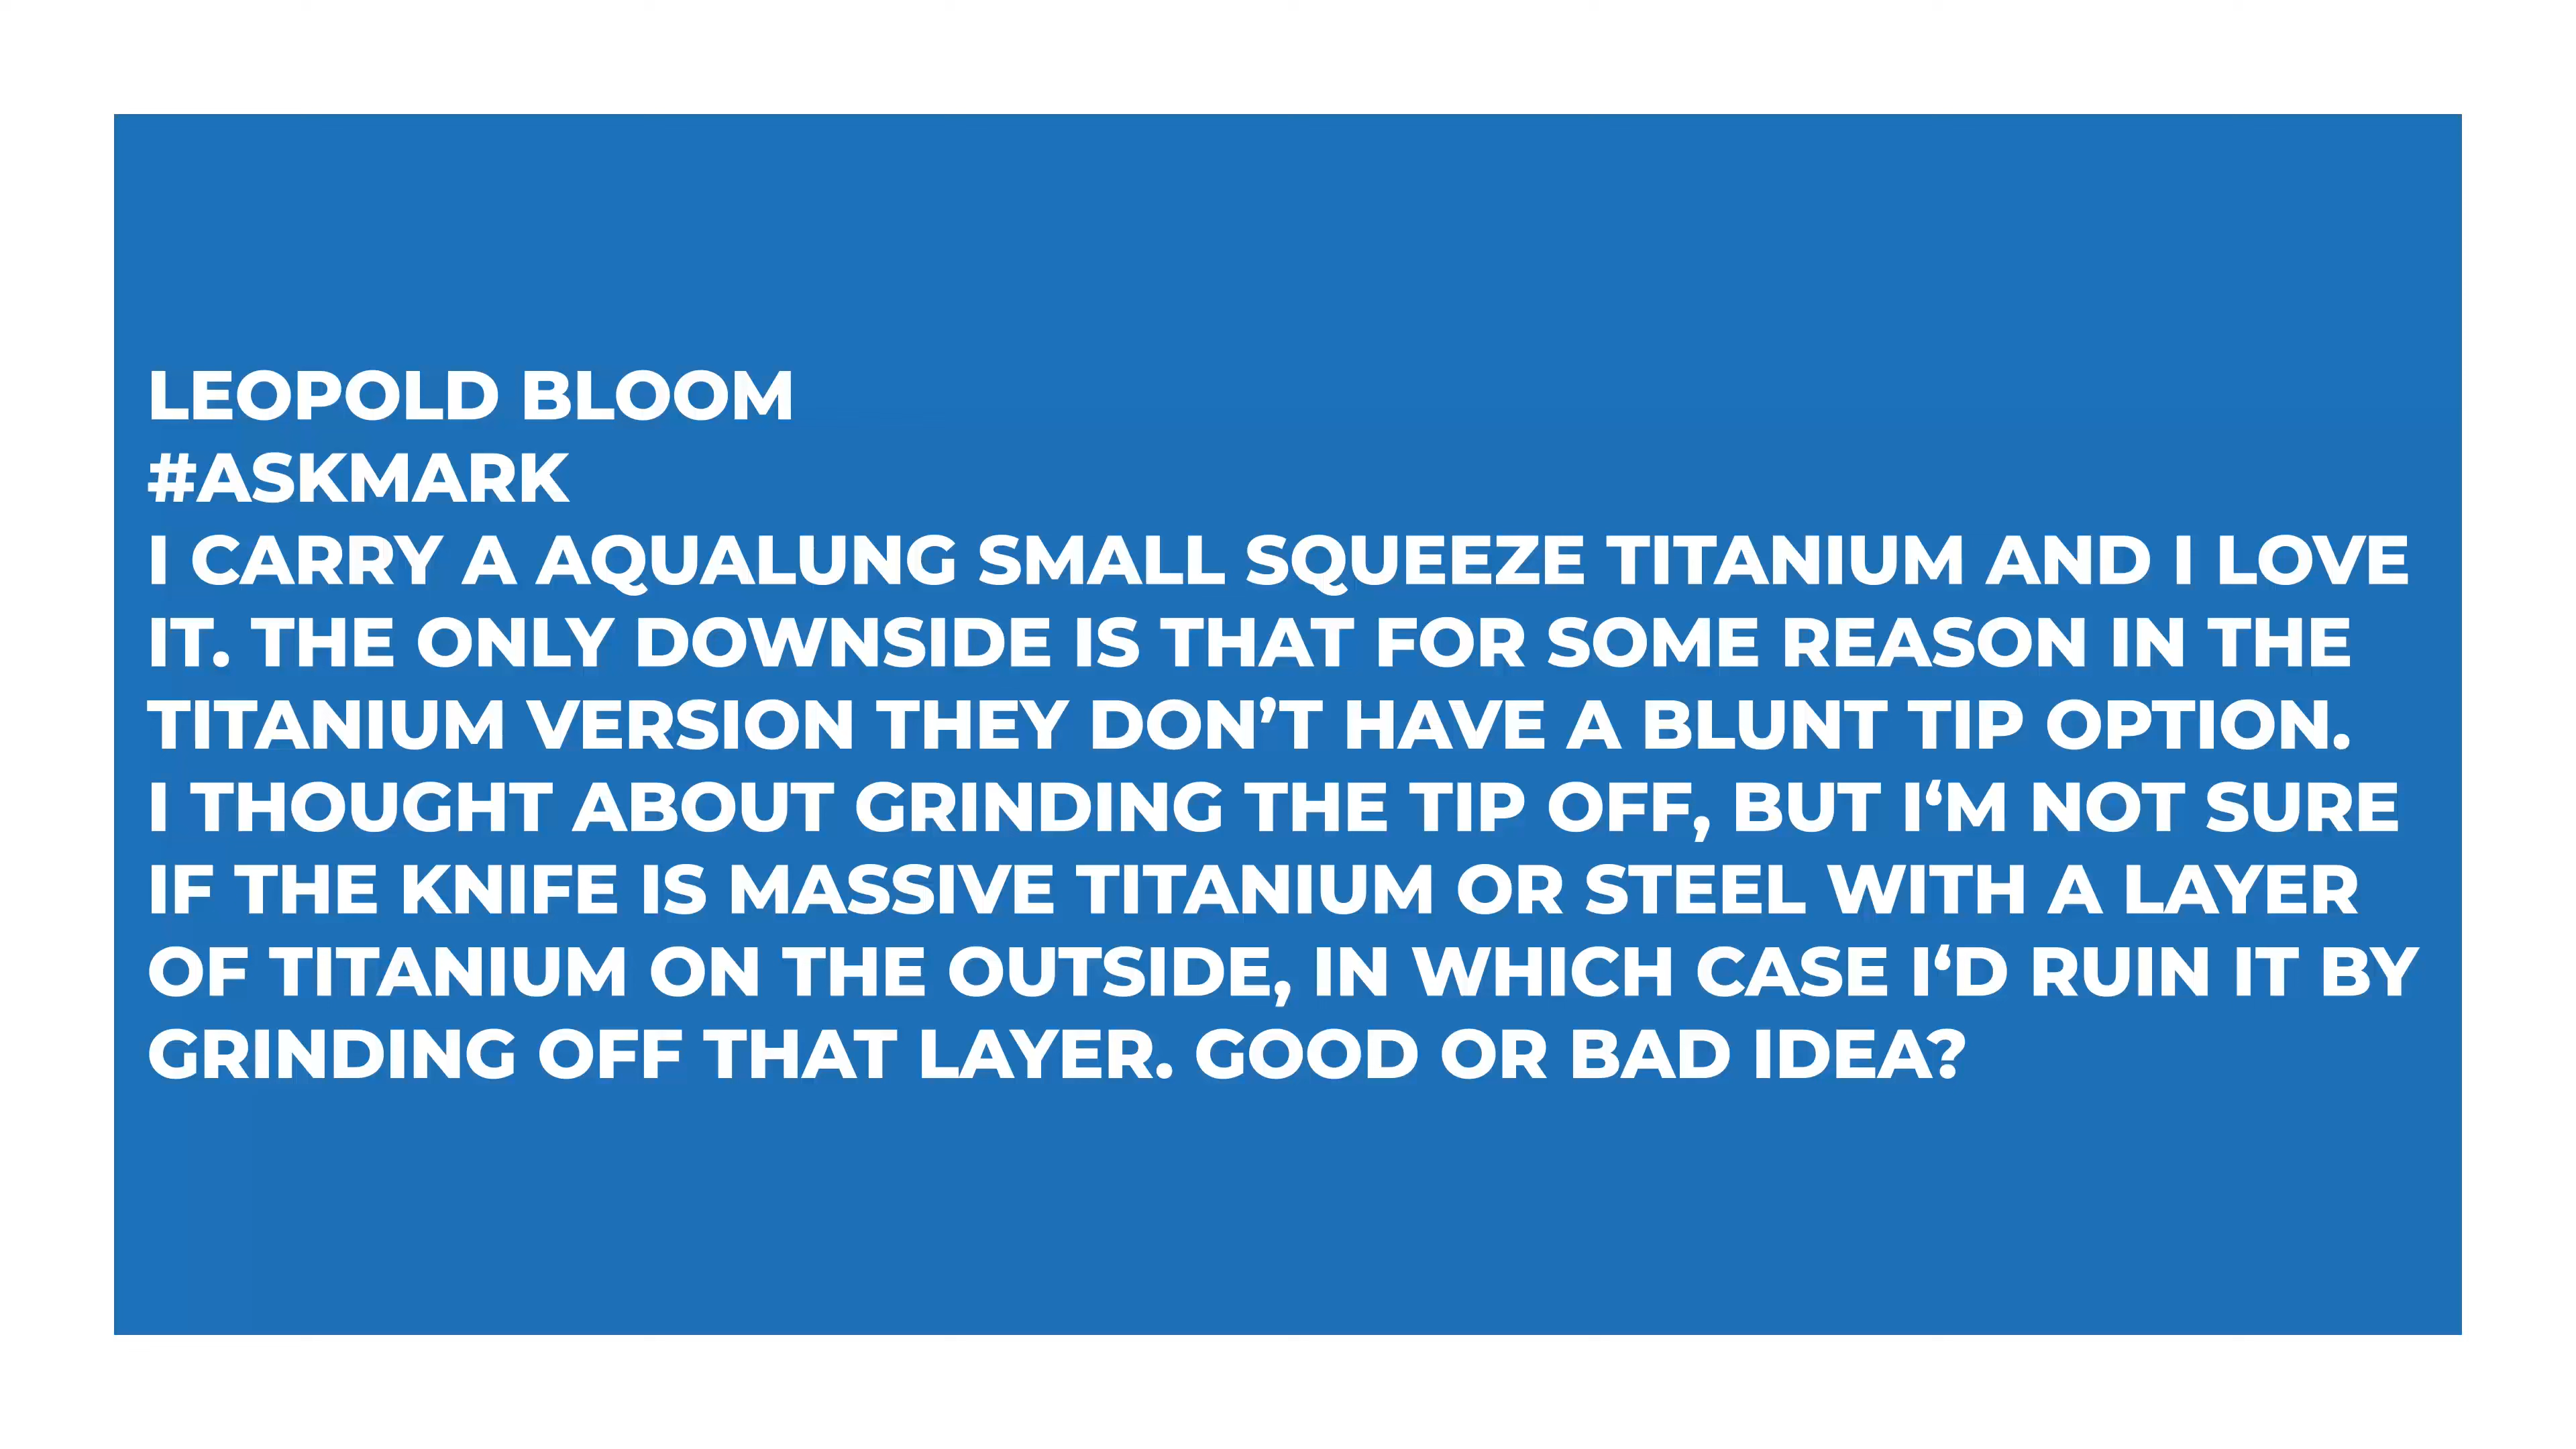 LEOPOLD BLOOM
#ASKMARK
I CARRY A AQUALUNG SMALL SQUEEZE TITANIUM AND I LOVE
IT. THE ONLY DOWNSIDE IS THAT FOR SOME REASON IN THE
TITANIUM VERSION THEY DON’T HAVE A BLUNT TIP OPTION.
I THOUGHT ABOUT GRINDING THE TIP OFF, BUT I‘M NOT SURE
IF THE KNIFE IS MASSIVE TITANIUM OR STEEL WITH A LAYER
OF TITANIUM ON THE OUTSIDE, IN WHICH CASE I‘D RUIN IT BY
GRINDING OFF THAT LAYER. GOOD OR BAD IDEA?